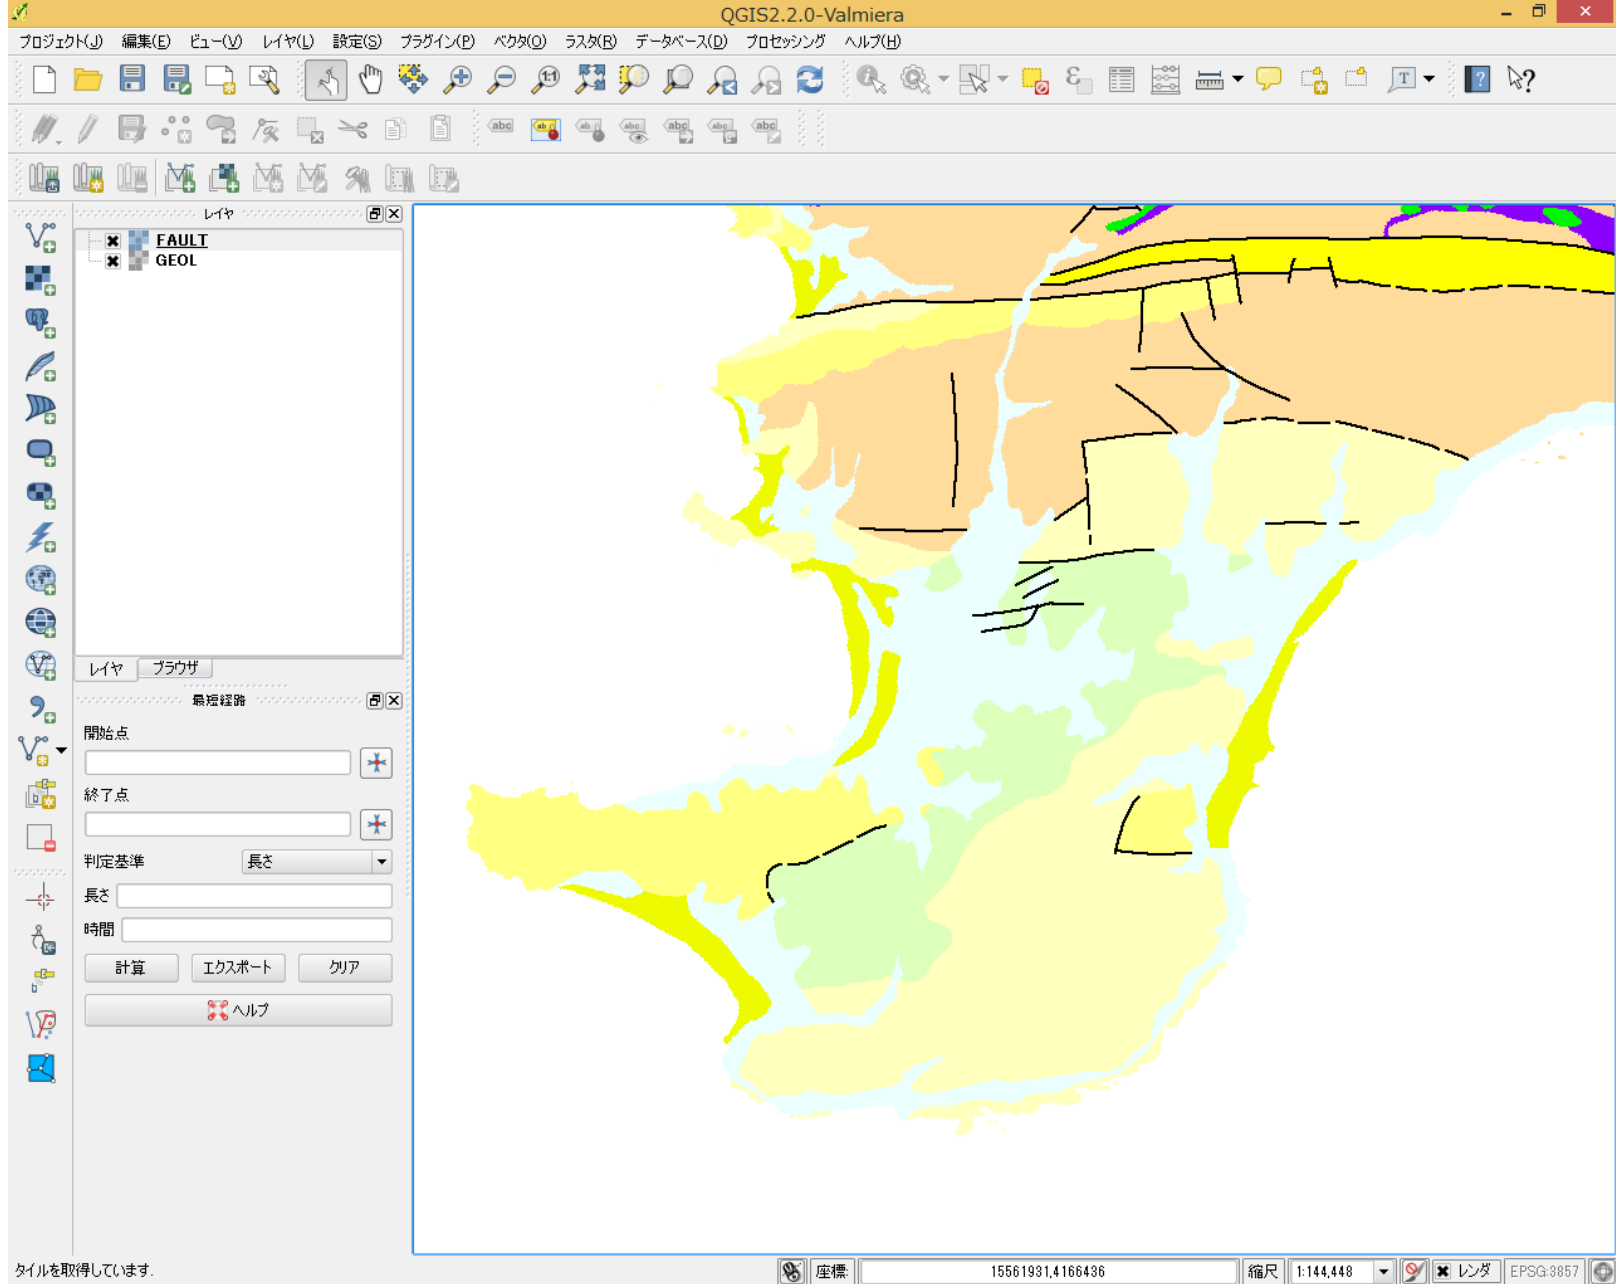 QGIS2.2.0-Valmiera
プロジェクト(J) 編集(E) ビュー(V) レイヤ(L) 設定(S) プラグイン(P) ベクタ(O) ラスタ(R) データベース(D) プロセッシング ヘルプ(H)
レイヤ
FAULT
GEOL
レイヤ ブラウザ
最短経路
開始点
終了点
判定基準 長さ
長さ
時間
計算 エクスポート クリア
ヘルプ
タイルを取得しています. 座標: 15561931,4166436 縮尺 1:144,448 レンダ EPSG:3857